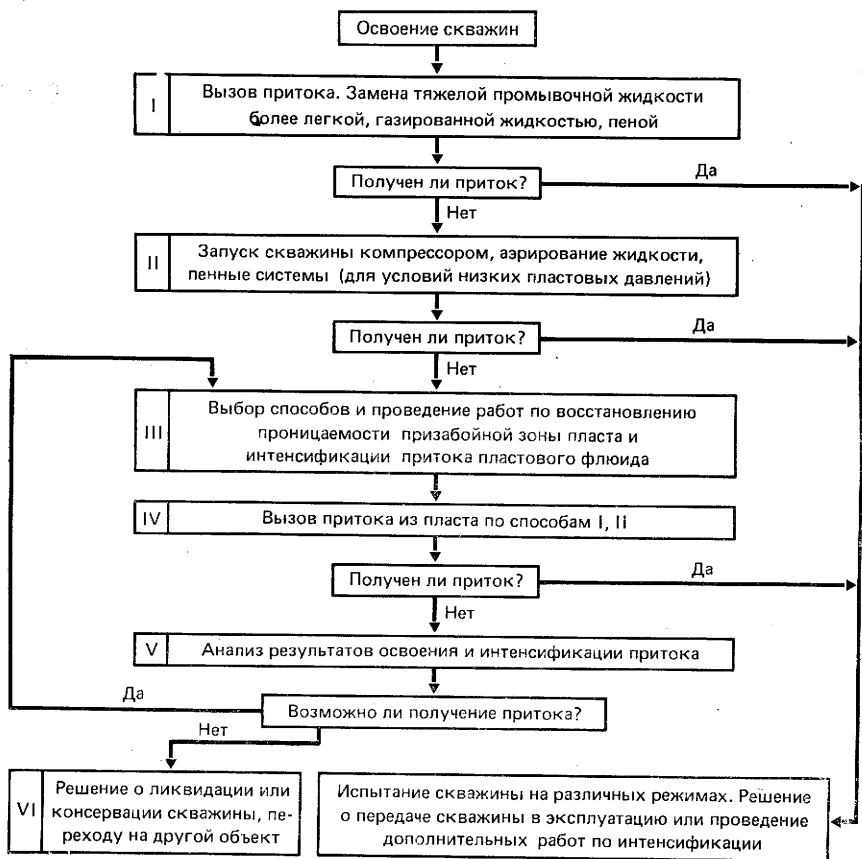 Освоение скважин
I
Вызов притока. Замена тяжелой промывочной жидкости
более легкой, газированной жидкостью, пеной
Получен ли приток?
Да
Нет
II
Запуск скважины компрессором, аэрирование жидкости,
пенные системы (для условий низких пластовых давлений)
Получен ли приток?
Да
Нет
III
Выбор способов и проведение работ по восстановлению
проницаемости призабойной зоны пласта и
интенсификации притока пластового флюида
IV
Вызов притока из пласта по способам I, II
Получен ли приток?
Да
Нет
V
Анализ результатов освоения и интенсификации притока
Да
Возможно ли получение притока?
Нет
VI
Решение о ликвидации или
консервации скважины, пе-
реходу на другой объект
Испытание скважины на различных режимах. Решение
о передаче скважины в эксплуатацию или проведение
дополнительных работ по интенсификации